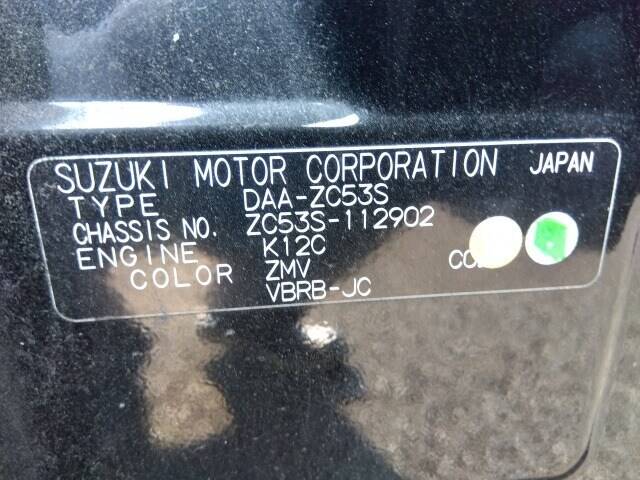 SUZUKI MOTOR CORPORATION JAPAN
TYPE DAA-ZC53S
CHASSIS NO. ZC53S-112902
ENGINE K12C
COLOR ZMV
VBRB-JC